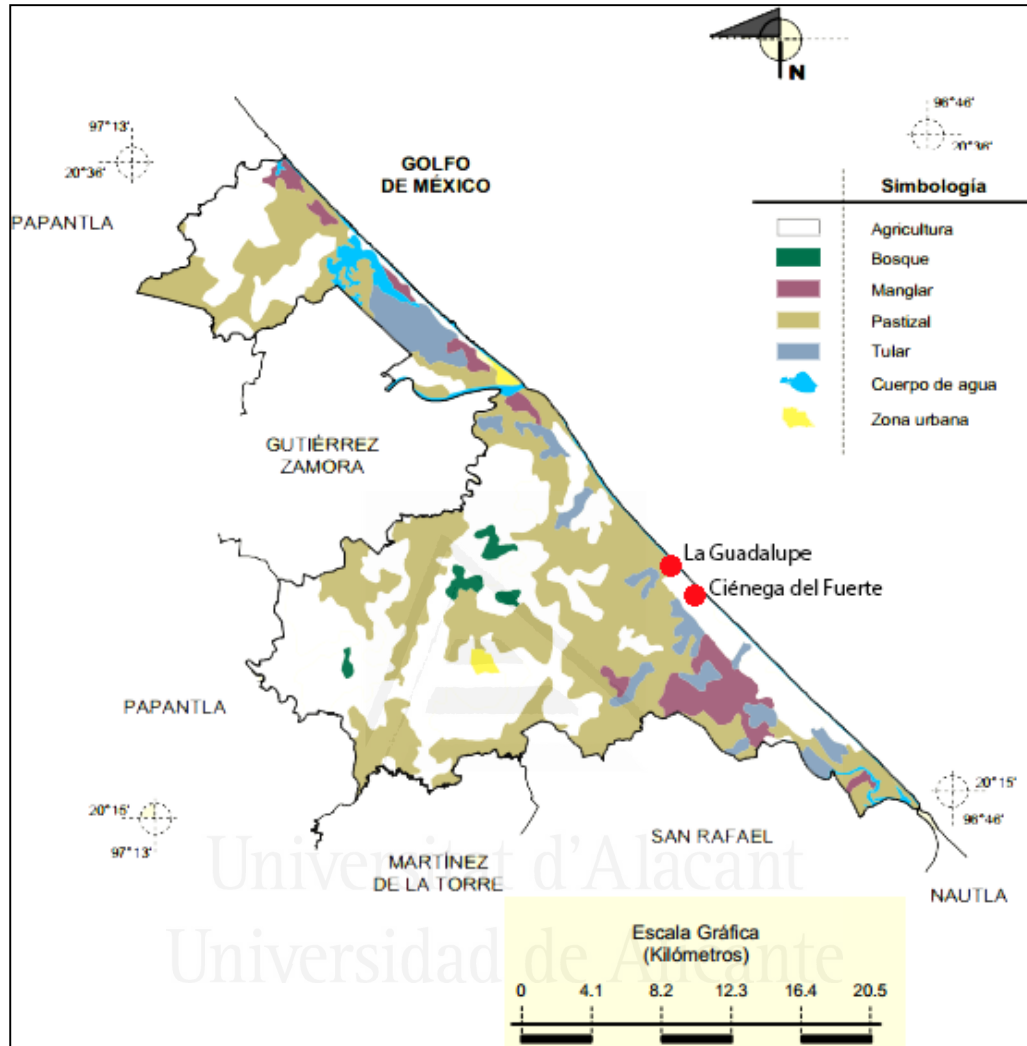 N
97°13'
20°36'
96°46'
20°36'
GOLFO
DE MÉXICO
PAPANTLA
Simbología
Agricultura
Bosque
Manglar
Pastizal
Tular
Cuerpo de agua
Zona urbana
GUTIÉRREZ
ZAMORA
La Guadalupe
Ciénega del Fuerte
PAPANTLA
20°15'
97°13'
20°15'
96°46'
SAN RAFAEL
MARTÍNEZ
DE LA TORRE
NAUTLA
Universitat d'Alacant
Universidad de Alicante
Escala Gráfica
(Kilómetros)
0 4.1 8.2 12.3 16.4 20.5